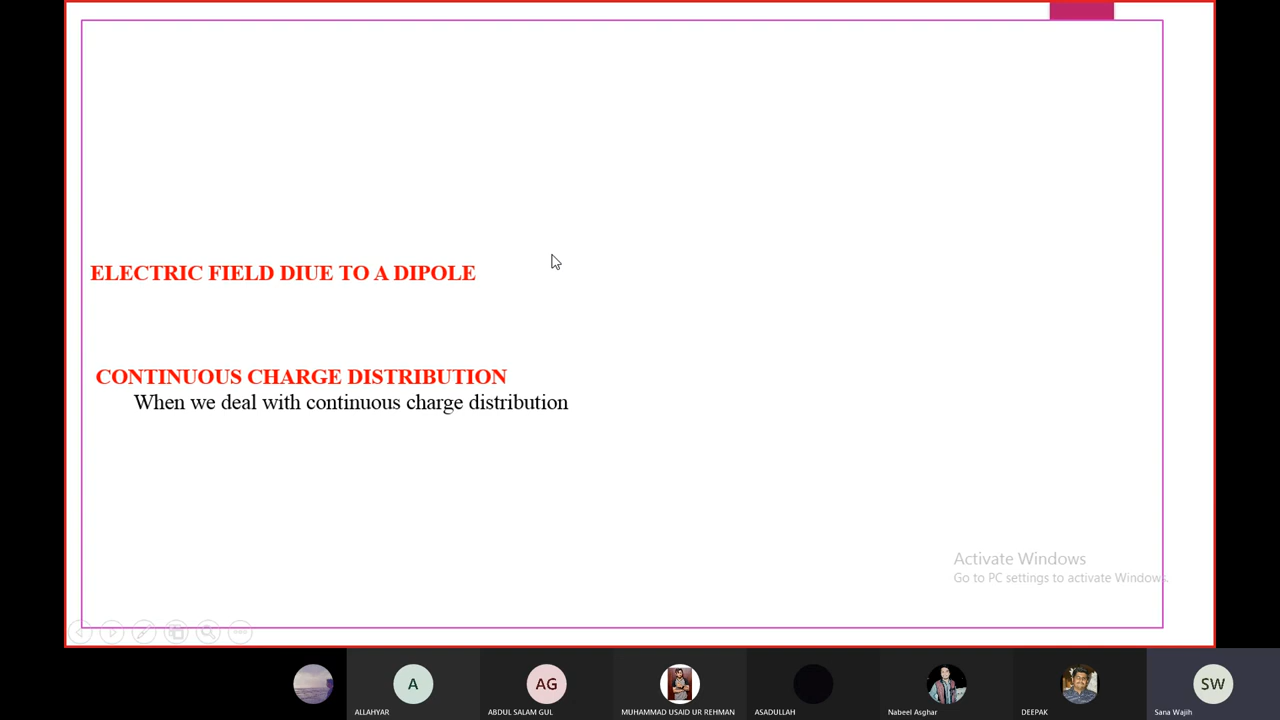 ELECTRIC FIELD DIUE TO A DIPOLE
CONTINUOUS CHARGE DISTRIBUTION
When we deal with continuous charge distribution
Activate Windows
Go to PC settings to activate Windows.
A
AG
SW
ALLAHYAR
ABDUL SALAM GUL
MUHAMMAD USAID UR REHMAN
ASADULLAH
Nabeel Asghar
DEEPAK
Sana Wajih